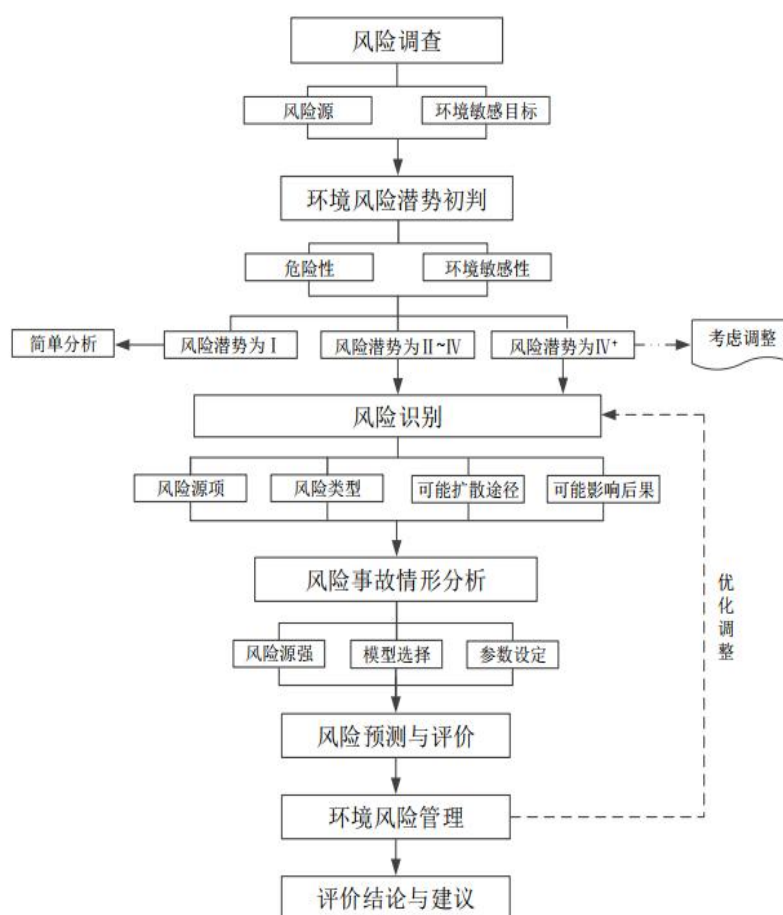 风险调查
风险源
环境敏感目标
环境风险潜势初判
危险性
环境敏感性
简单分析
风险潜势为Ⅰ
风险潜势为Ⅱ~Ⅳ
风险潜势为Ⅳ⁺
考虑调整
风险识别
风险源项
风险类型
可能扩散途径
可能影响后果
风险事故情形分析
优化调整
风险源强
模型选择
参数设定
风险预测与评价
环境风险管理
评价结论与建议